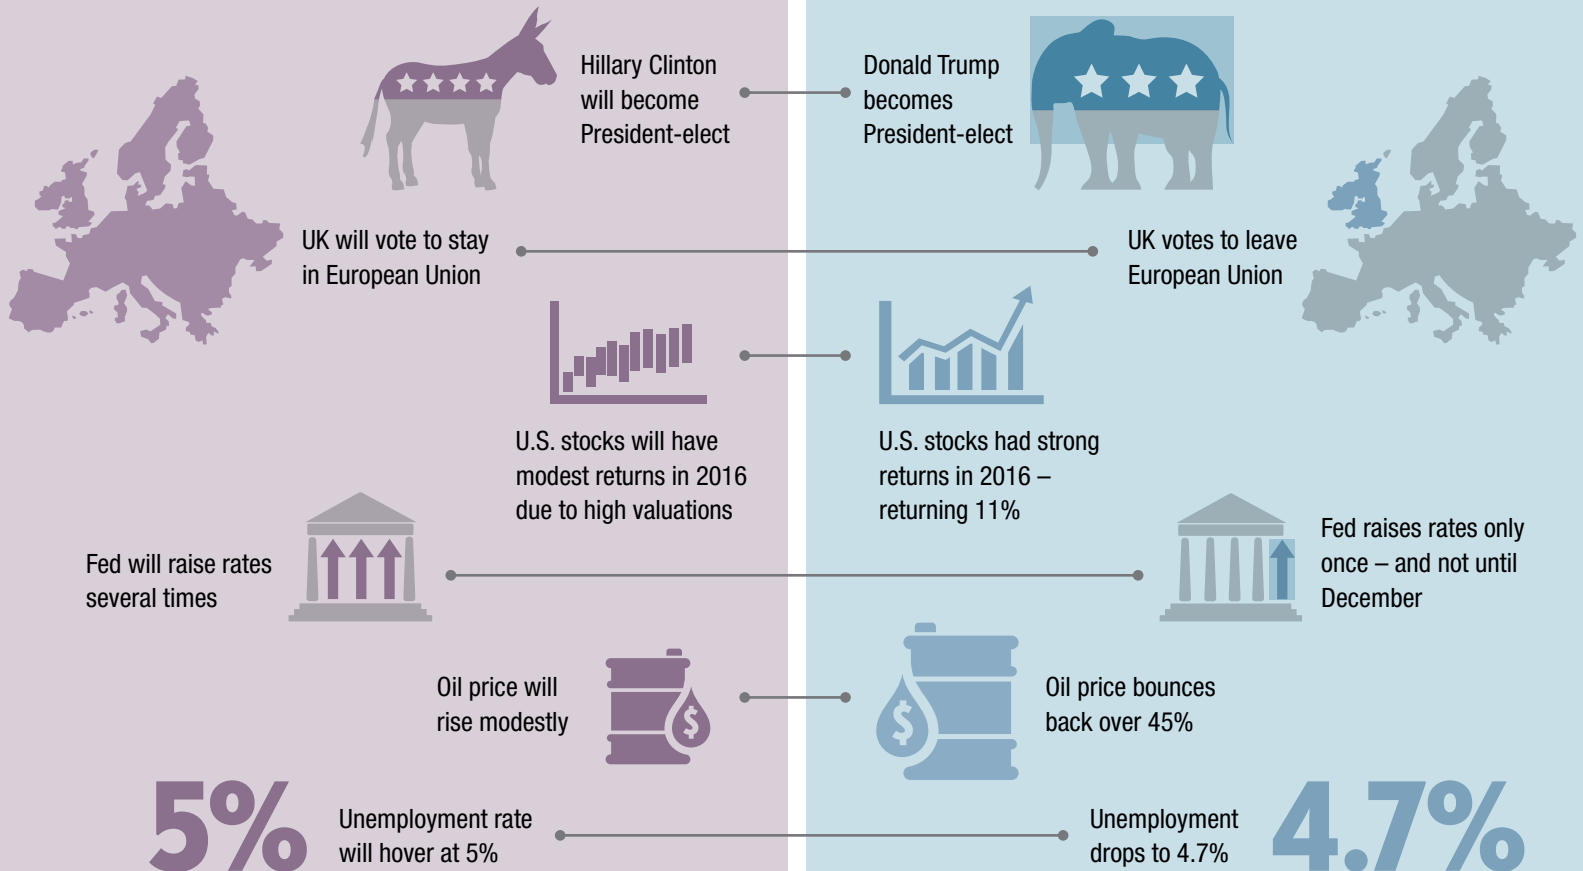 Hillary Clinton
will become
President-elect
Donald Trump
becomes
President-elect
UK will vote to stay
in European Union
UK votes to leave
European Union
U.S. stocks will have
modest returns in 2016
due to high valuations
U.S. stocks had strong
returns in 2016 –
returning 11%
Fed will raise rates
several times
Fed raises rates only
once – and not until
December
Oil price will
rise modestly
$
$
Oil price bounces
back over 45%
5%
Unemployment rate
will hover at 5%
Unemployment
drops to 4.7%
4.7%